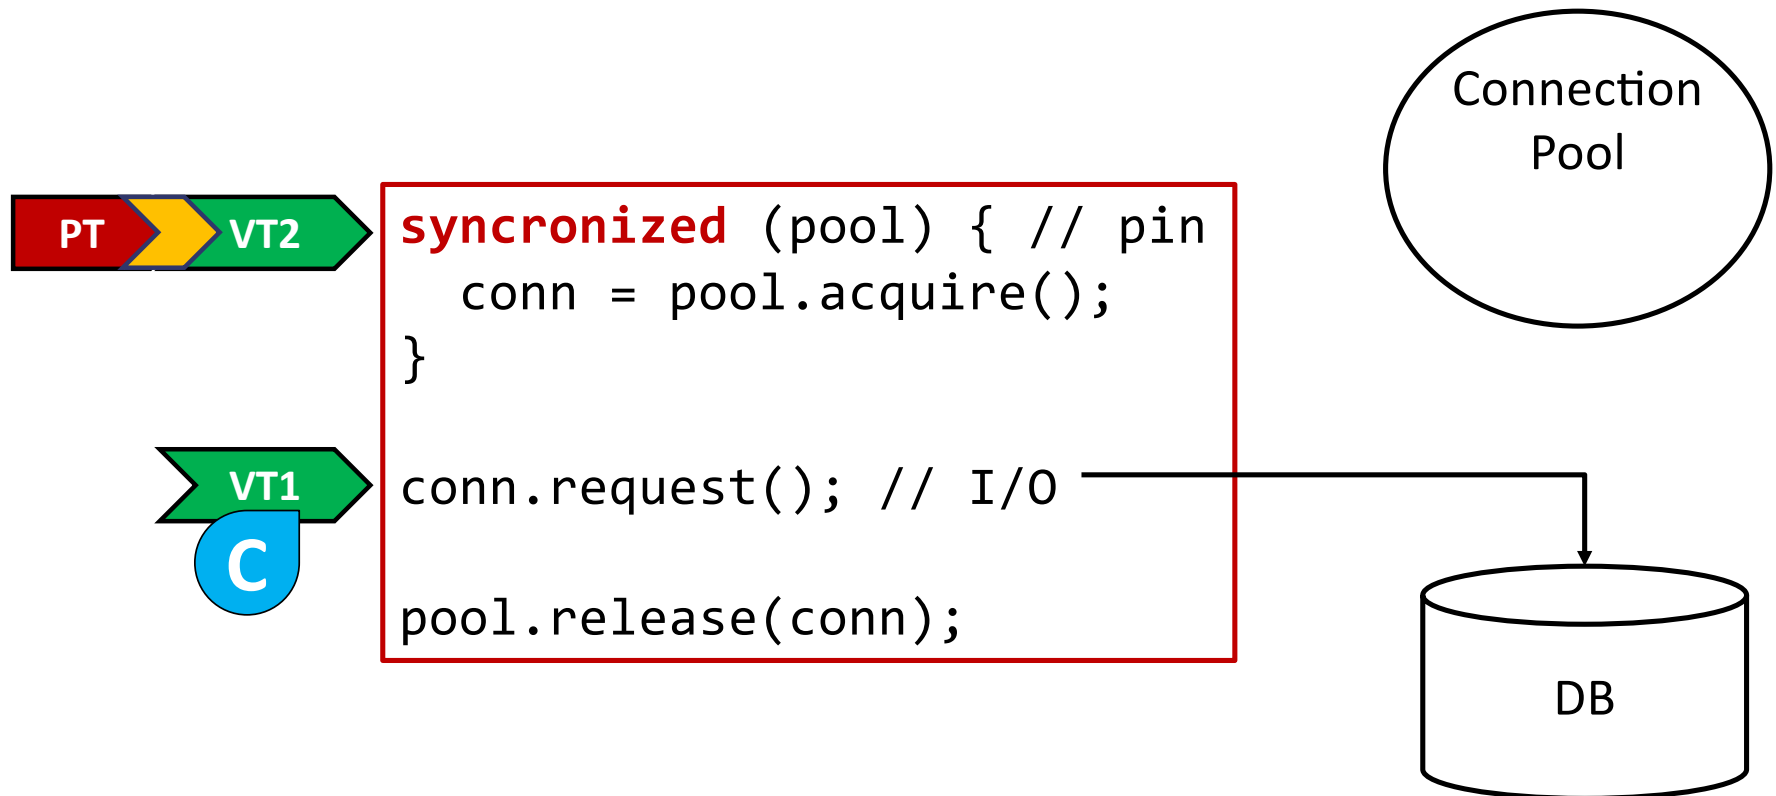 Connection
Pool
PT VT2
syncronized (pool) { // pin
conn = pool.acquire();
}
VT1
conn.request(); // I/O
C
pool.release(conn);
DB